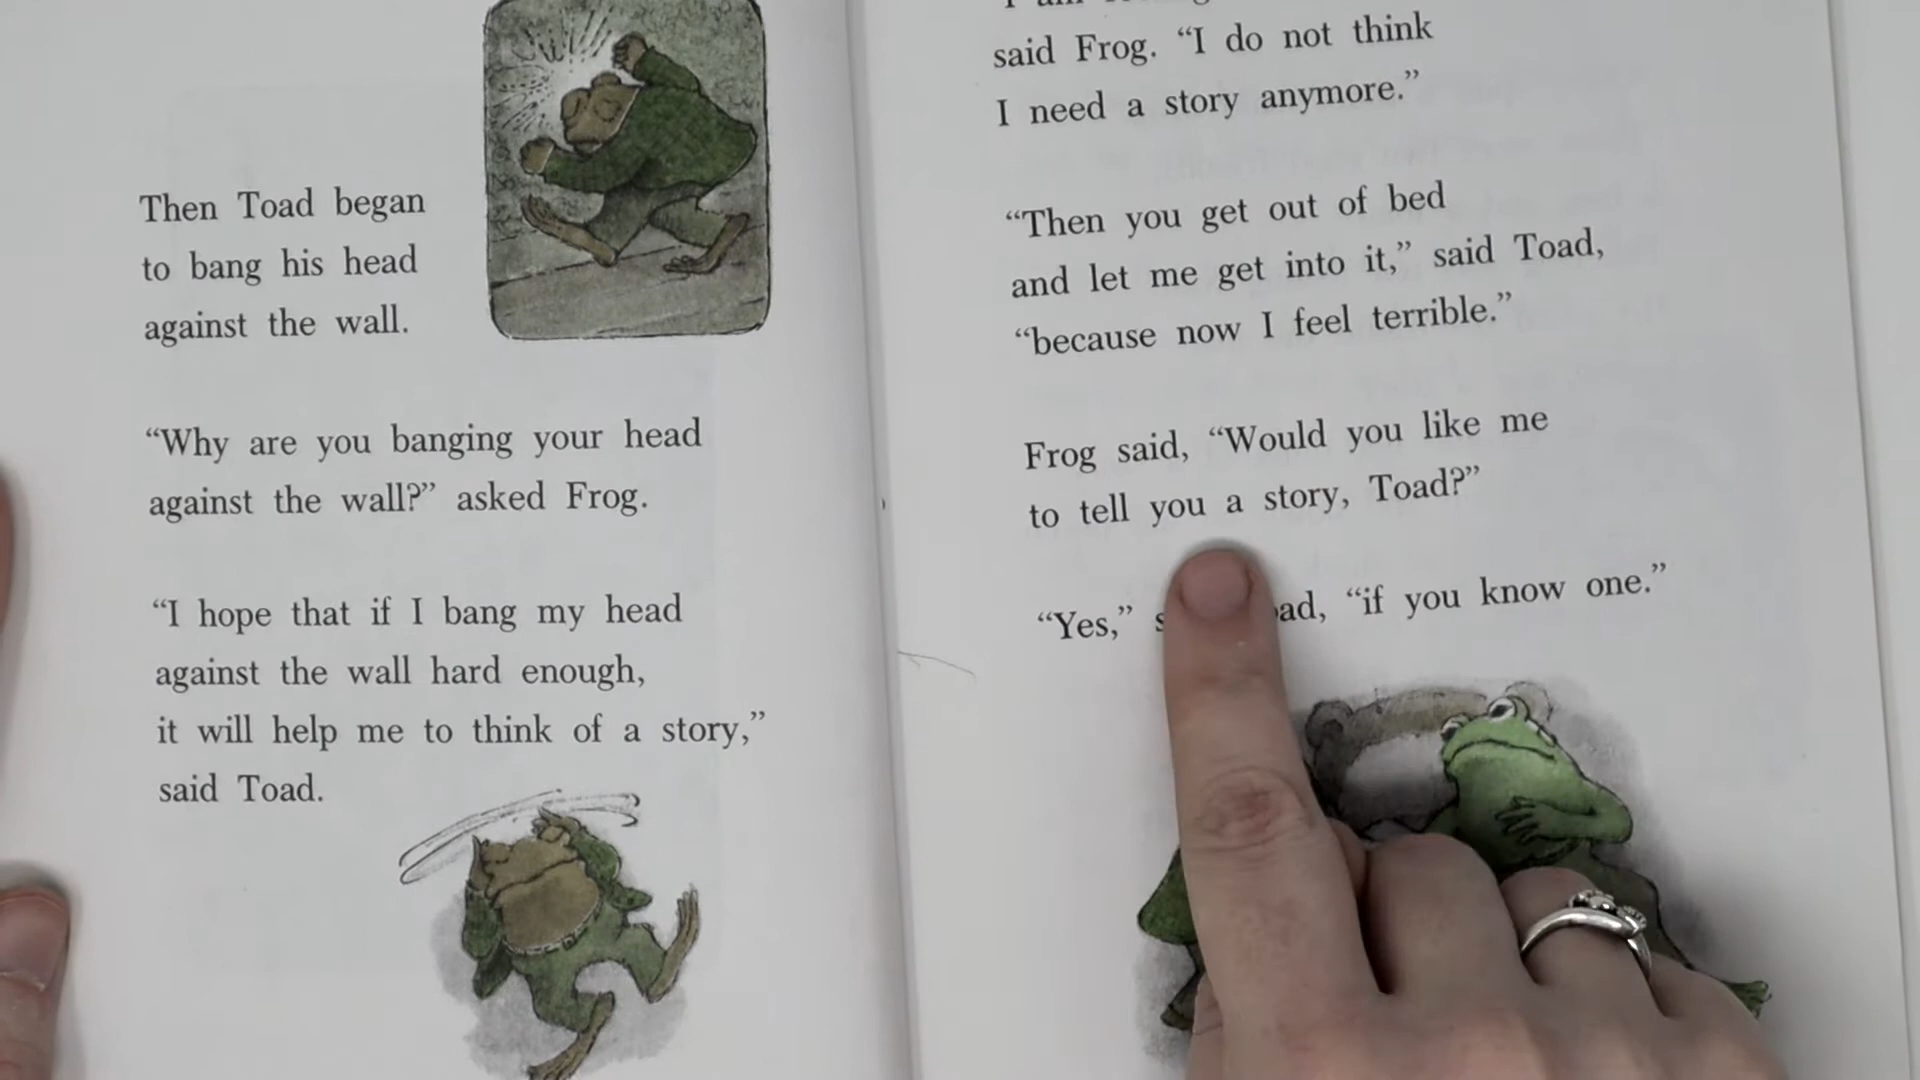 Then Toad began
to bang his head
against the wall.
“Why are you banging your head
against the wall?” asked Frog.
“I hope that if I bang my head
against the wall hard enough,
it will help me to think of a story,”
said Toad.
said Frog. “I do not think
I need a story anymore.”
“Then you get out of bed
and let me get into it,” said Toad,
“because now I feel terrible.”
Frog said, “Would you like me
to tell you a story, Toad?”
“Yes,” “if you know one.”